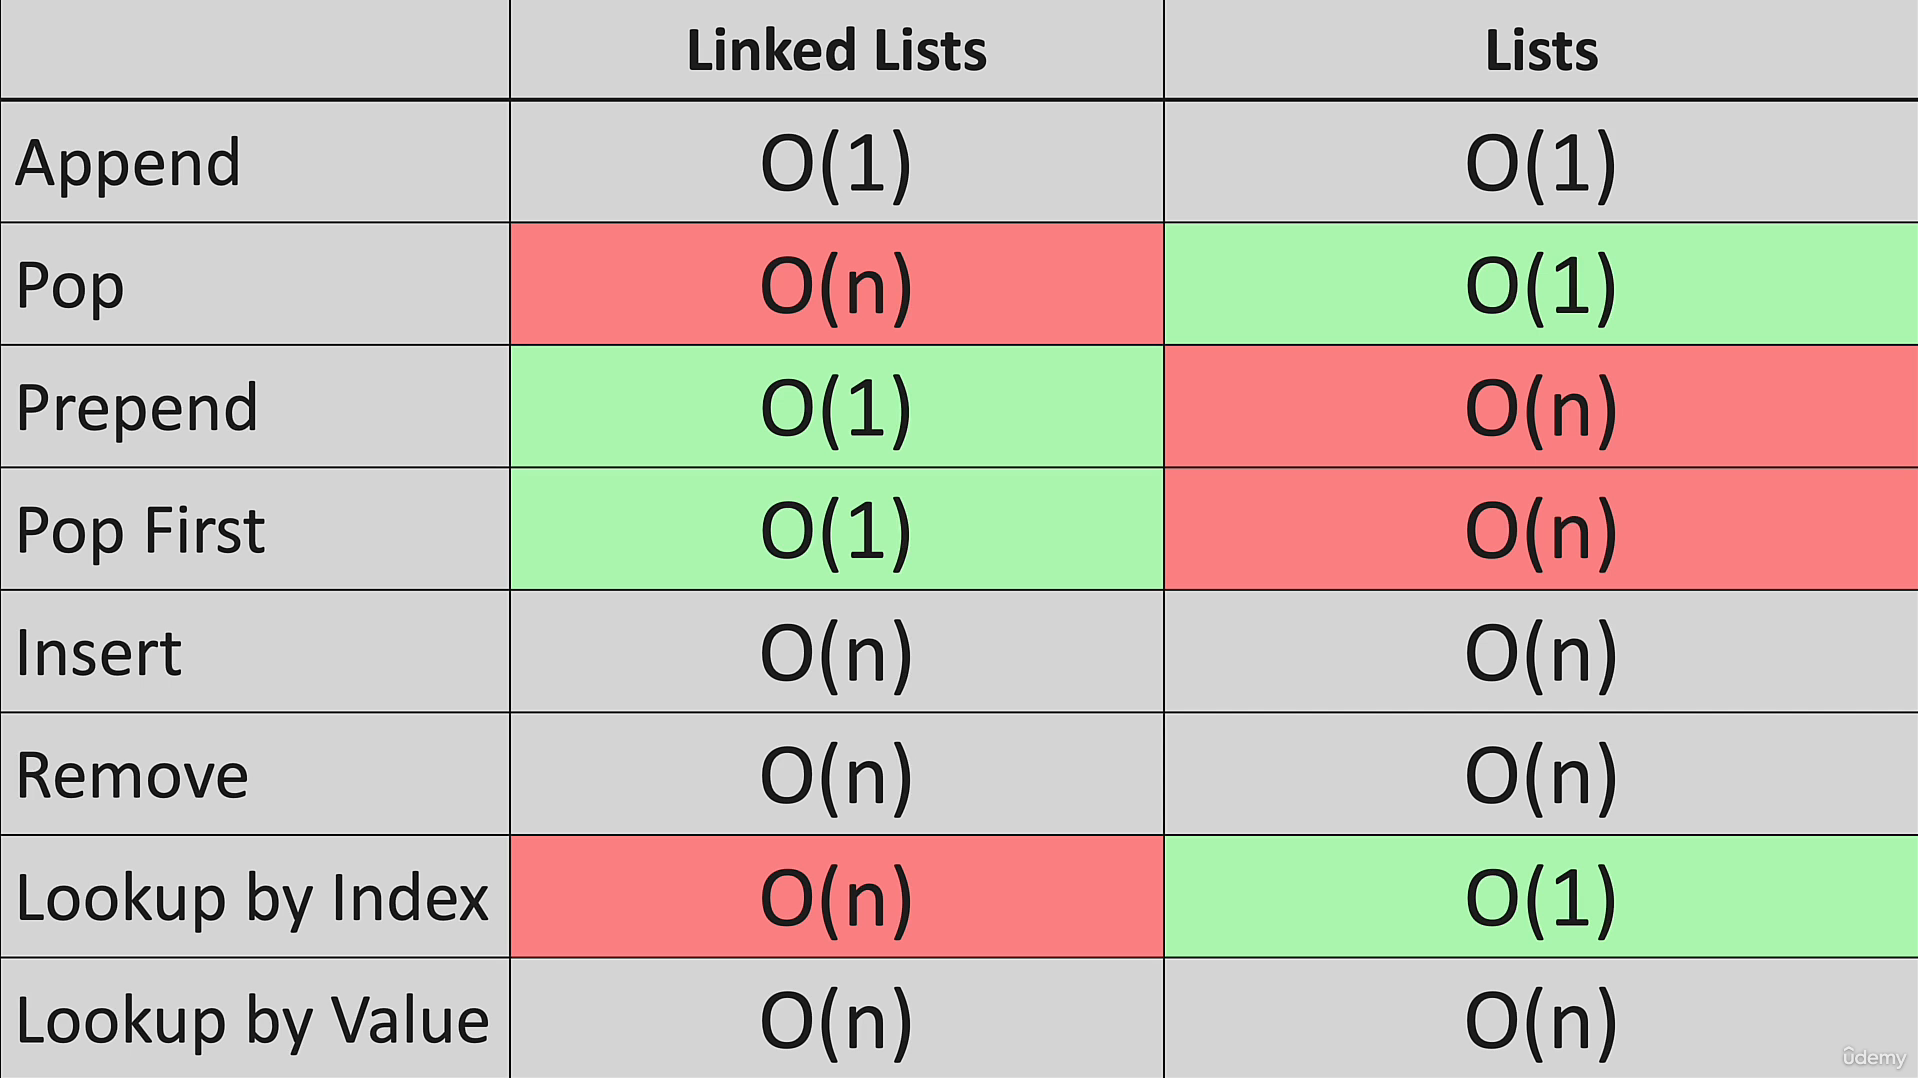 Linked Lists Lists
Append O(1) O(1)
Pop O(n) O(1)
Prepend O(1) O(n)
Pop First O(1) O(n)
Insert O(n) O(n)
Remove O(n) O(n)
Lookup by Index O(n) O(1)
Lookup by Value O(n) O(n)
ûdemy